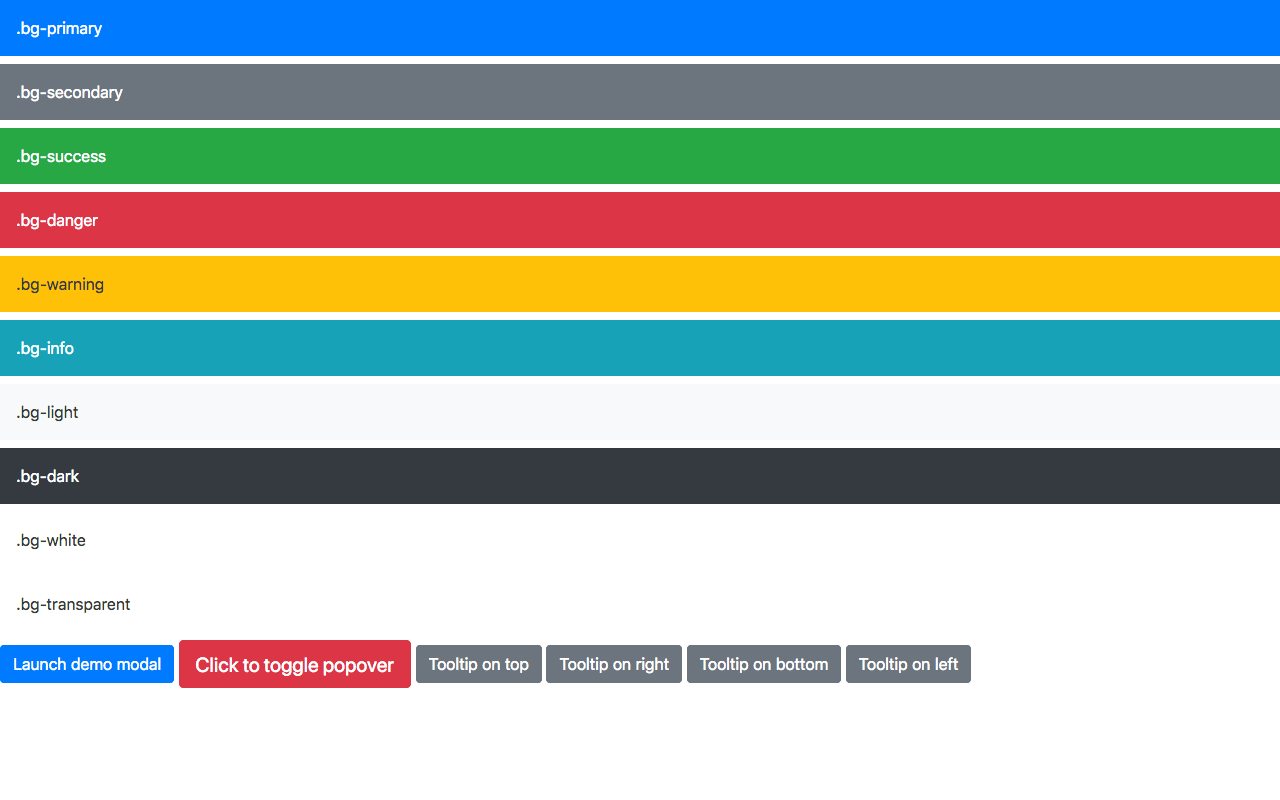 .bg-primary
.bg-secondary
.bg-success
.bg-danger
.bg-warning
.bg-info
.bg-light
.bg-dark
.bg-white
.bg-transparent
Launch demo modal Click to toggle popover Tooltip on top Tooltip on right Tooltip on bottom Tooltip on left